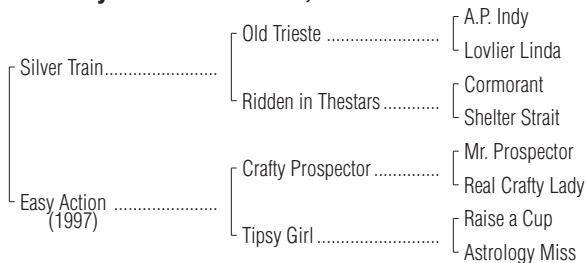 A.P. Indy
Old Trieste ......................
Lovlier Linda
Silver Train.......................
Cormorant
Ridden in Thestars ...........
Shelter Strait
Mr. Prospector
Crafty Prospector .............
Real Crafty Lady
Easy Action .....................
(1997)
Raise a Cup
Tipsy Girl ........................
Astrology Miss